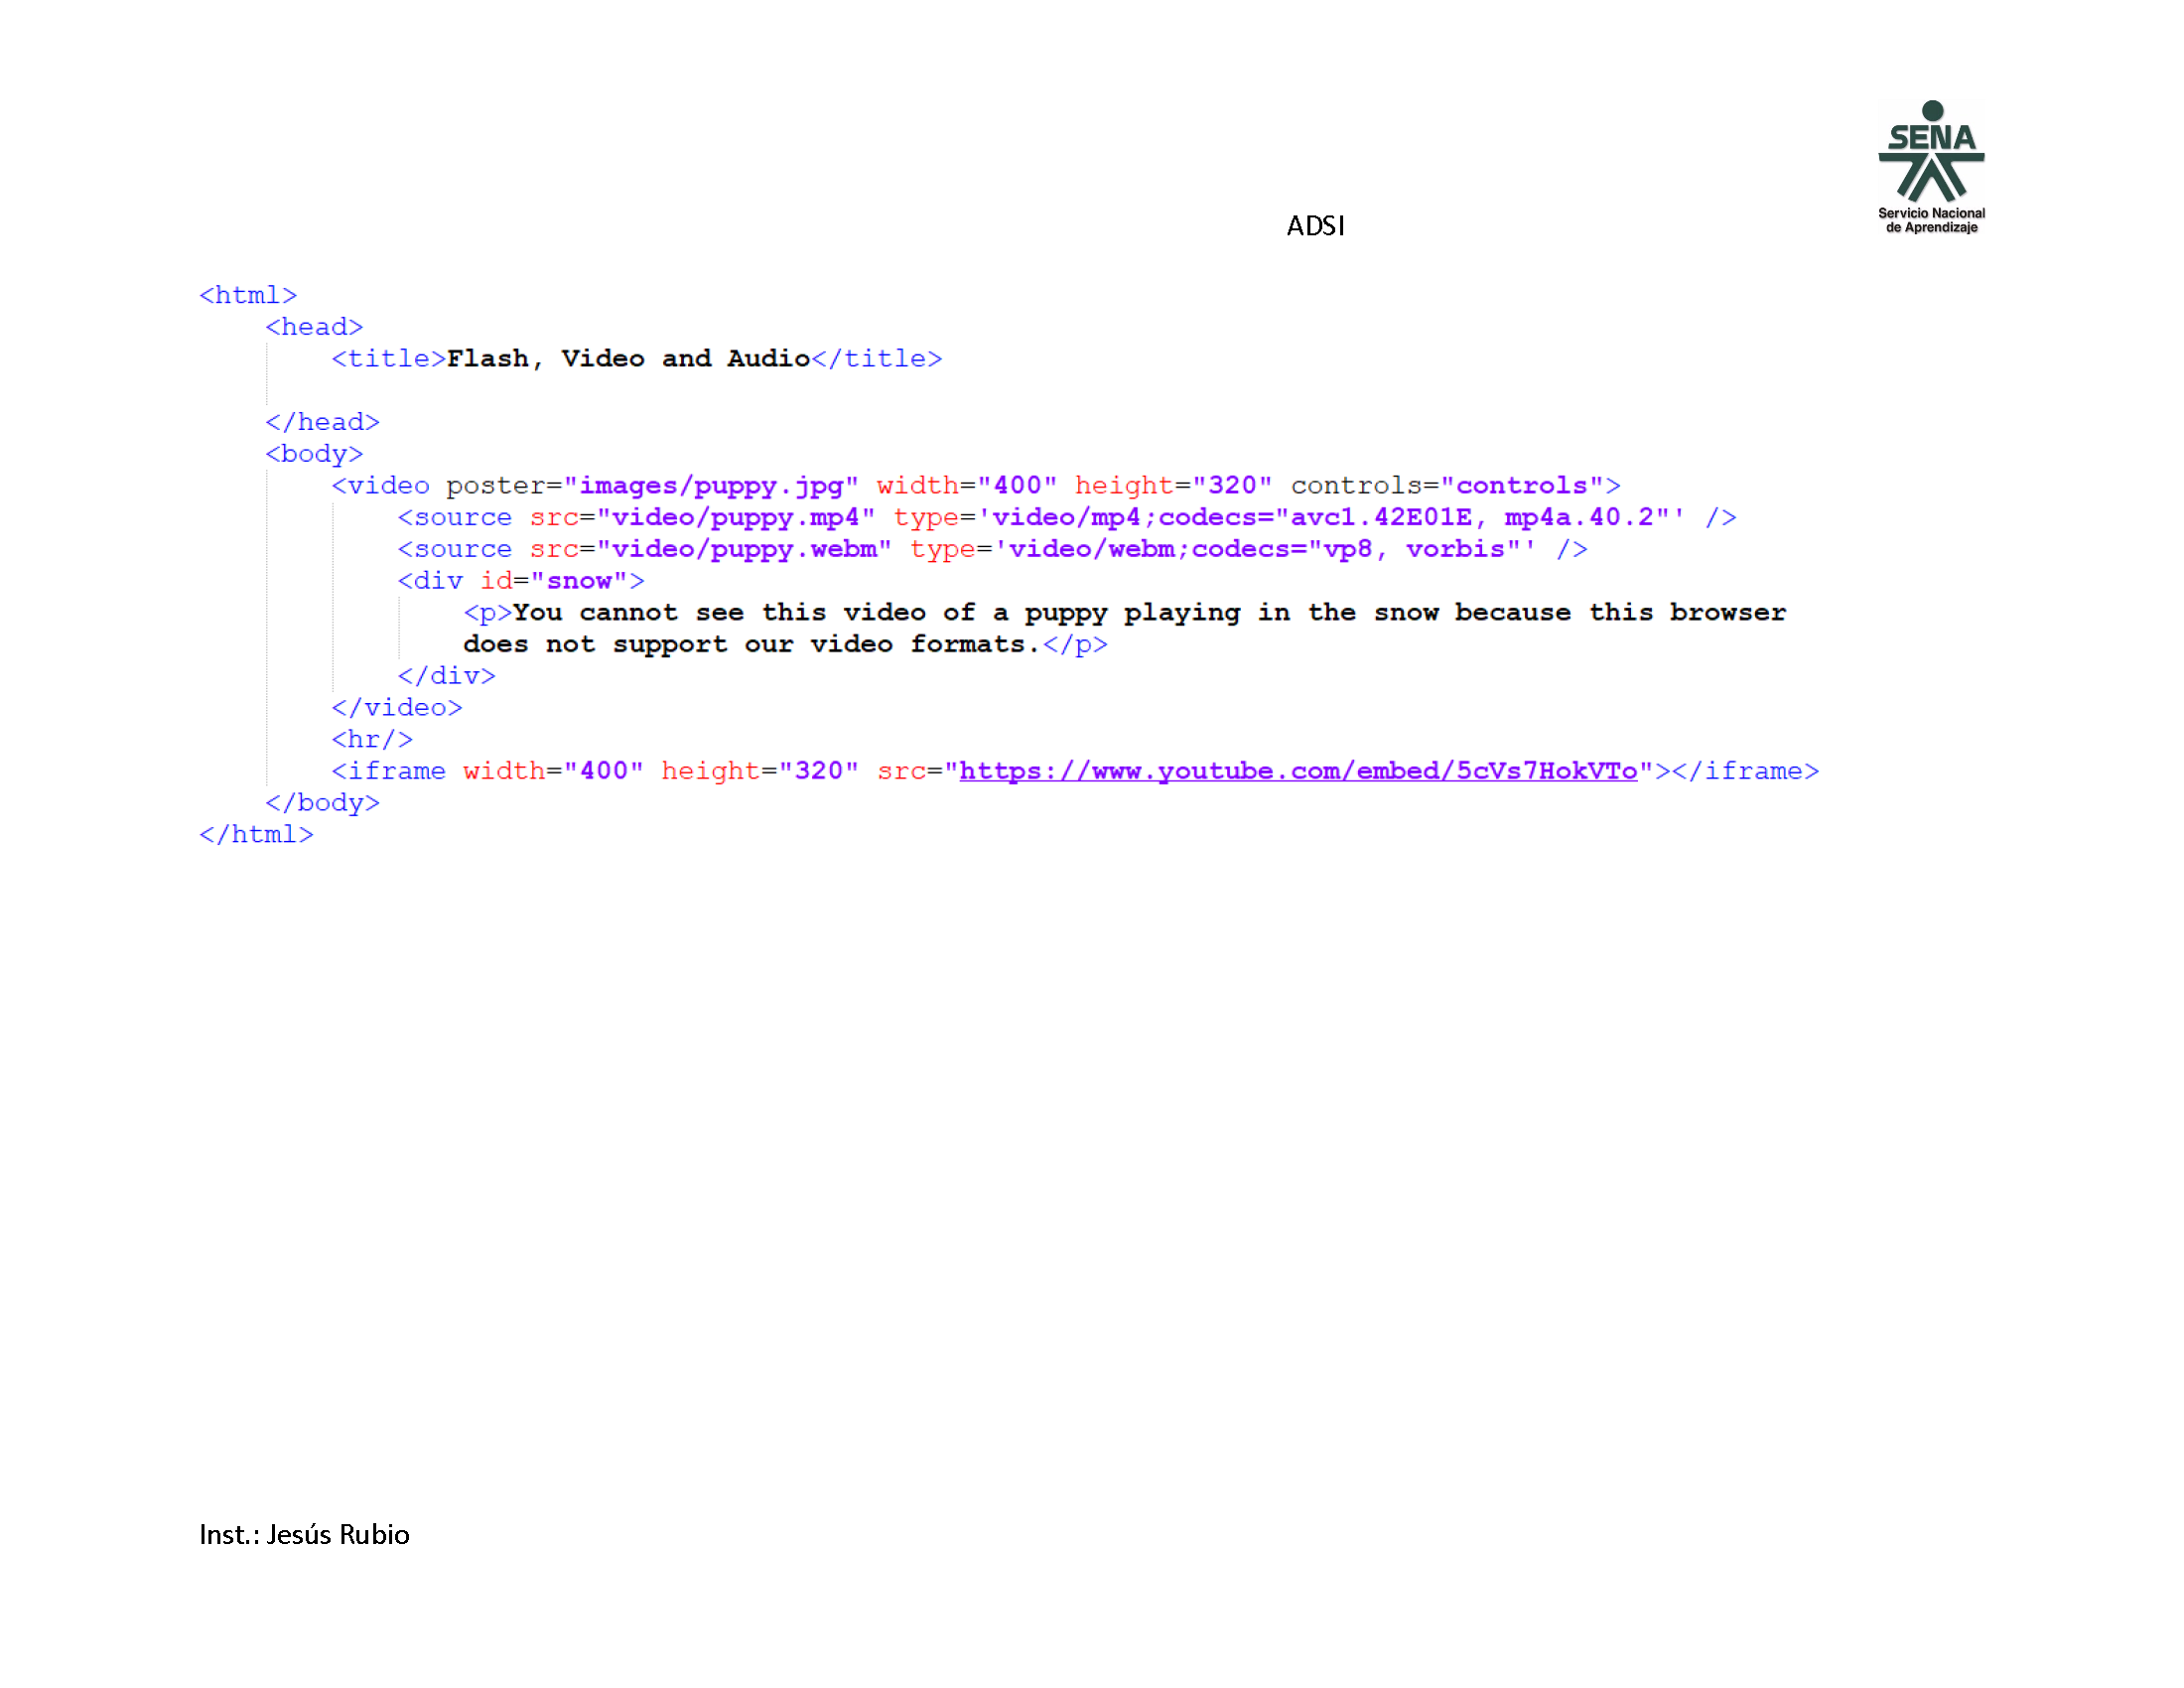 SENA
Servicio Nacional
de Aprendizaje
ADSI
<html>
<head>
<title>Flash, Video and Audio</title>
</head>
<body>
<video poster="images/puppy.jpg" width="400" height="320" controls="controls">
<source src="video/puppy.mp4" type='video/mp4;codecs="avc1.42E01E, mp4a.40.2"' />
<source src="video/puppy.webm" type='video/webm;codecs="vp8, vorbis"' />
<div id="snow">
<p>You cannot see this video of a puppy playing in the snow because this browser
does not support our video formats.</p>
</div>
</video>
<hr/>
<iframe width="400" height="320" src="https://www.youtube.com/embed/5cVs7HokVTo"></iframe>
</body>
</html>
Inst.: Jesús Rubio